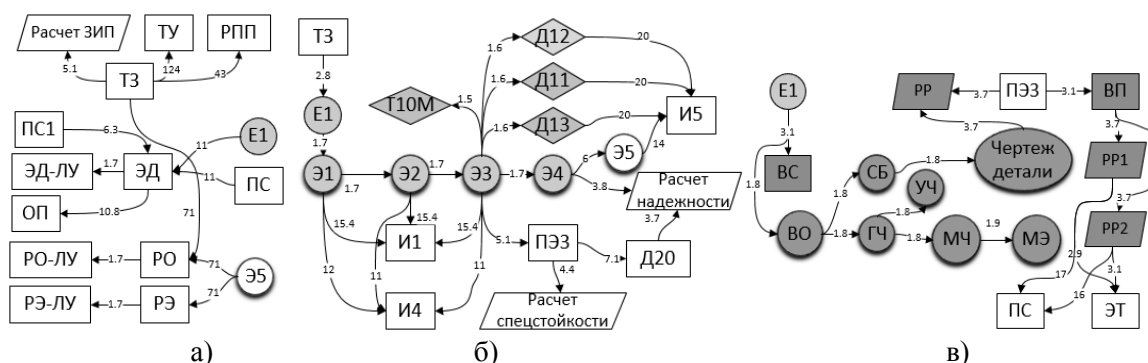 Расчет ЗИП
ТУ
РПП
5.1
124
43
ТЗ
ПС1
6.3
Е1
11
ЭД-ЛУ
1.7
ЭД
11
ПС
ОП
10.8
71
РО-ЛУ
1.7
РО
71
Э5
РЭ-ЛУ
1.7
РЭ
71
а)
ТЗ
2.8
Е1
1.7
Т10М
1.5
1.6
Д12
20
1.6
Д11
20
1.6
Д13
20
И5
Э1
1.7
Э2
1.7
Э3
1.7
Э4
6
Э5
14
3.8
Расчет
надежности
15.4
15.4
15.4
И1
12
11
11
И4
5.1
ПЭ3
7.1
Д20
3.7
4.4
Расчет
спецстойкости
б)
Е1
3.1
ВС
1.8
ВО
1.8
СБ
1.8
Чертеж
детали
1.8
ГЧ
1.8
УЧ
1.8
МЧ
1.9
МЭ
РР
3.7
ПЭ3
3.1
ВП
3.7
3.7
РР1
3.7
РР2
2.9
17
16
3.1
ПС
ЭТ
в)